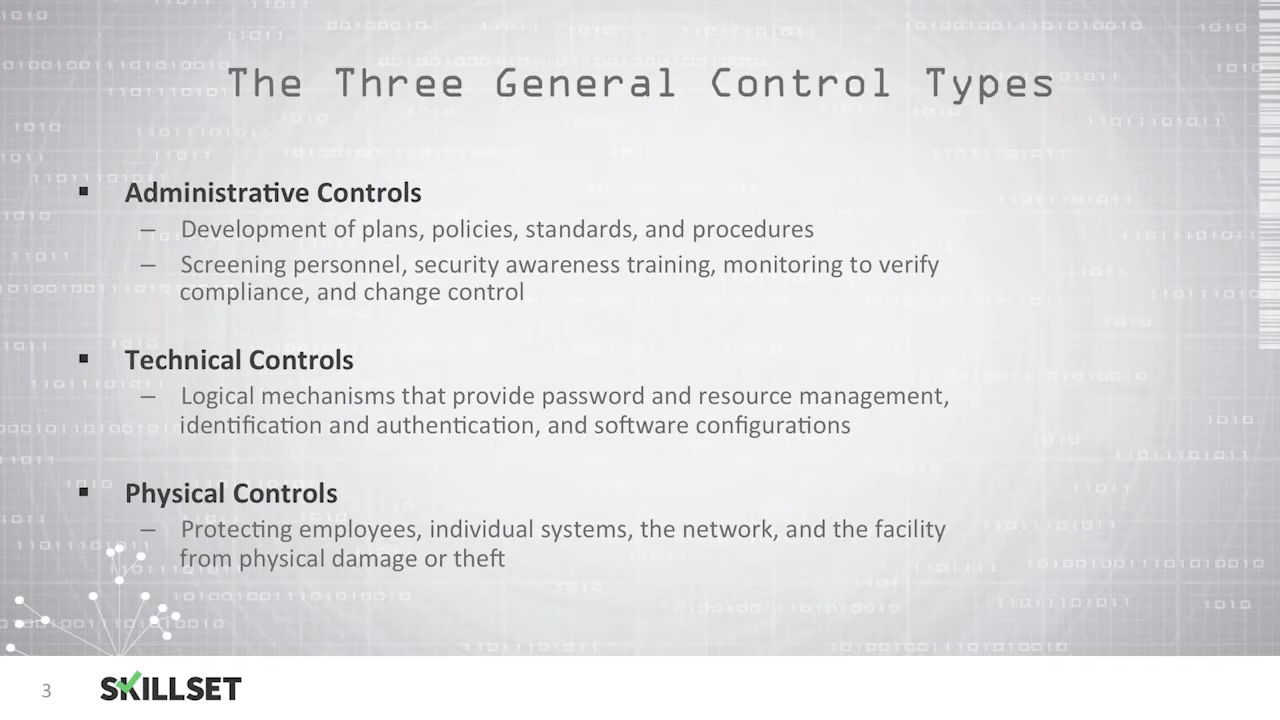 The Three General Control Types
▪ Administrative Controls
– Development of plans, policies, standards, and procedures
– Screening personnel, security awareness training, monitoring to verify
compliance, and change control
▪ Technical Controls
– Logical mechanisms that provide password and resource management,
identification and authentication, and software configurations
▪ Physical Controls
– Protecting employees, individual systems, the network, and the facility
from physical damage or theft
3
SKILLSET